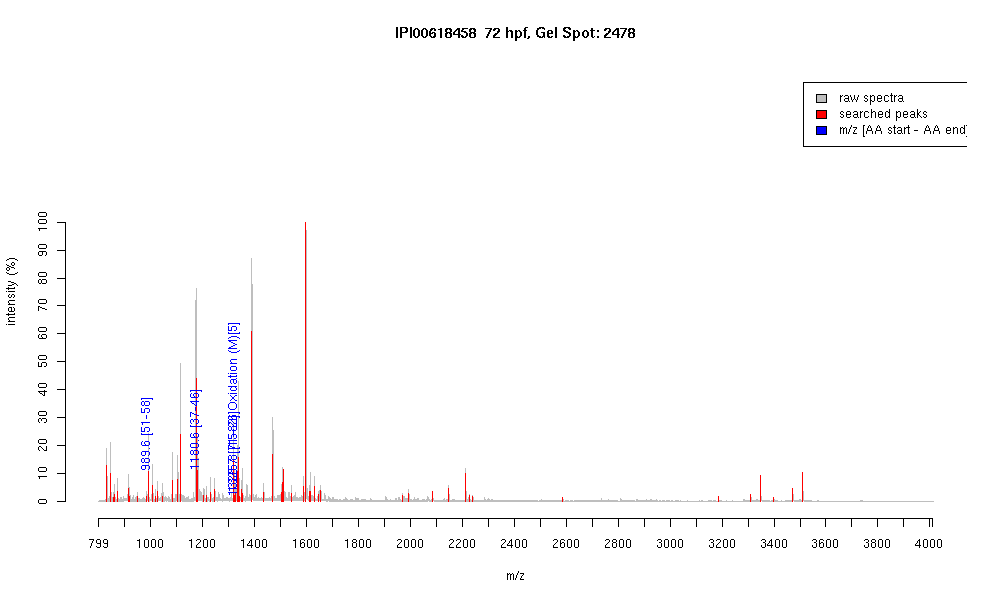 IPI00618458 72 hpf, Gel Spot: 2478
raw spectra
searched peaks
m/z [AA start - AA end]
intensity (%)
100
90
80
70
60
50
40
30
20
10
0
989.6 [51-58]
1180.6 [37-46]
Oxidation (M)[5]
799 1000 1200 1400 1600 1800 2000 2200 2400 2600 2800 3000 3200 3400 3600 3800 4000
m/z